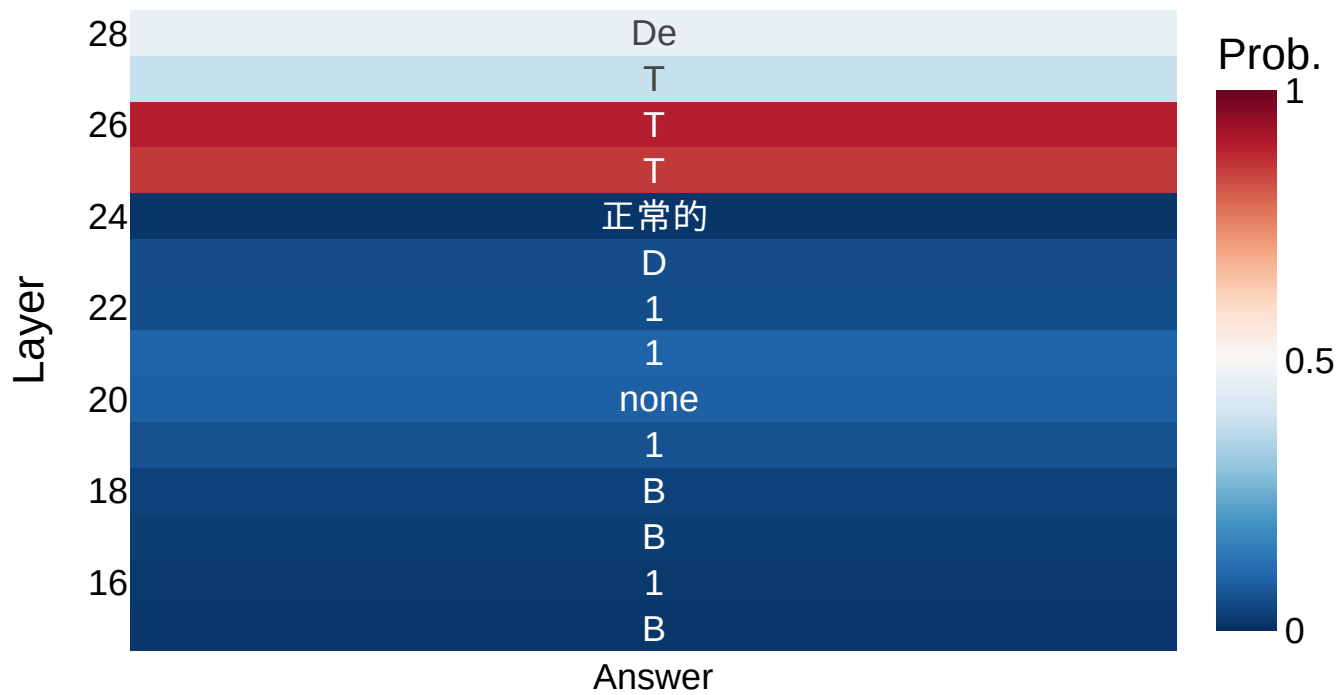 Prob.
28 De
T
26 T
T
24 正常的
D
22 1
1
20 none
1
18 B
B
16 1
B
Layer
Answer
1
0.5
0